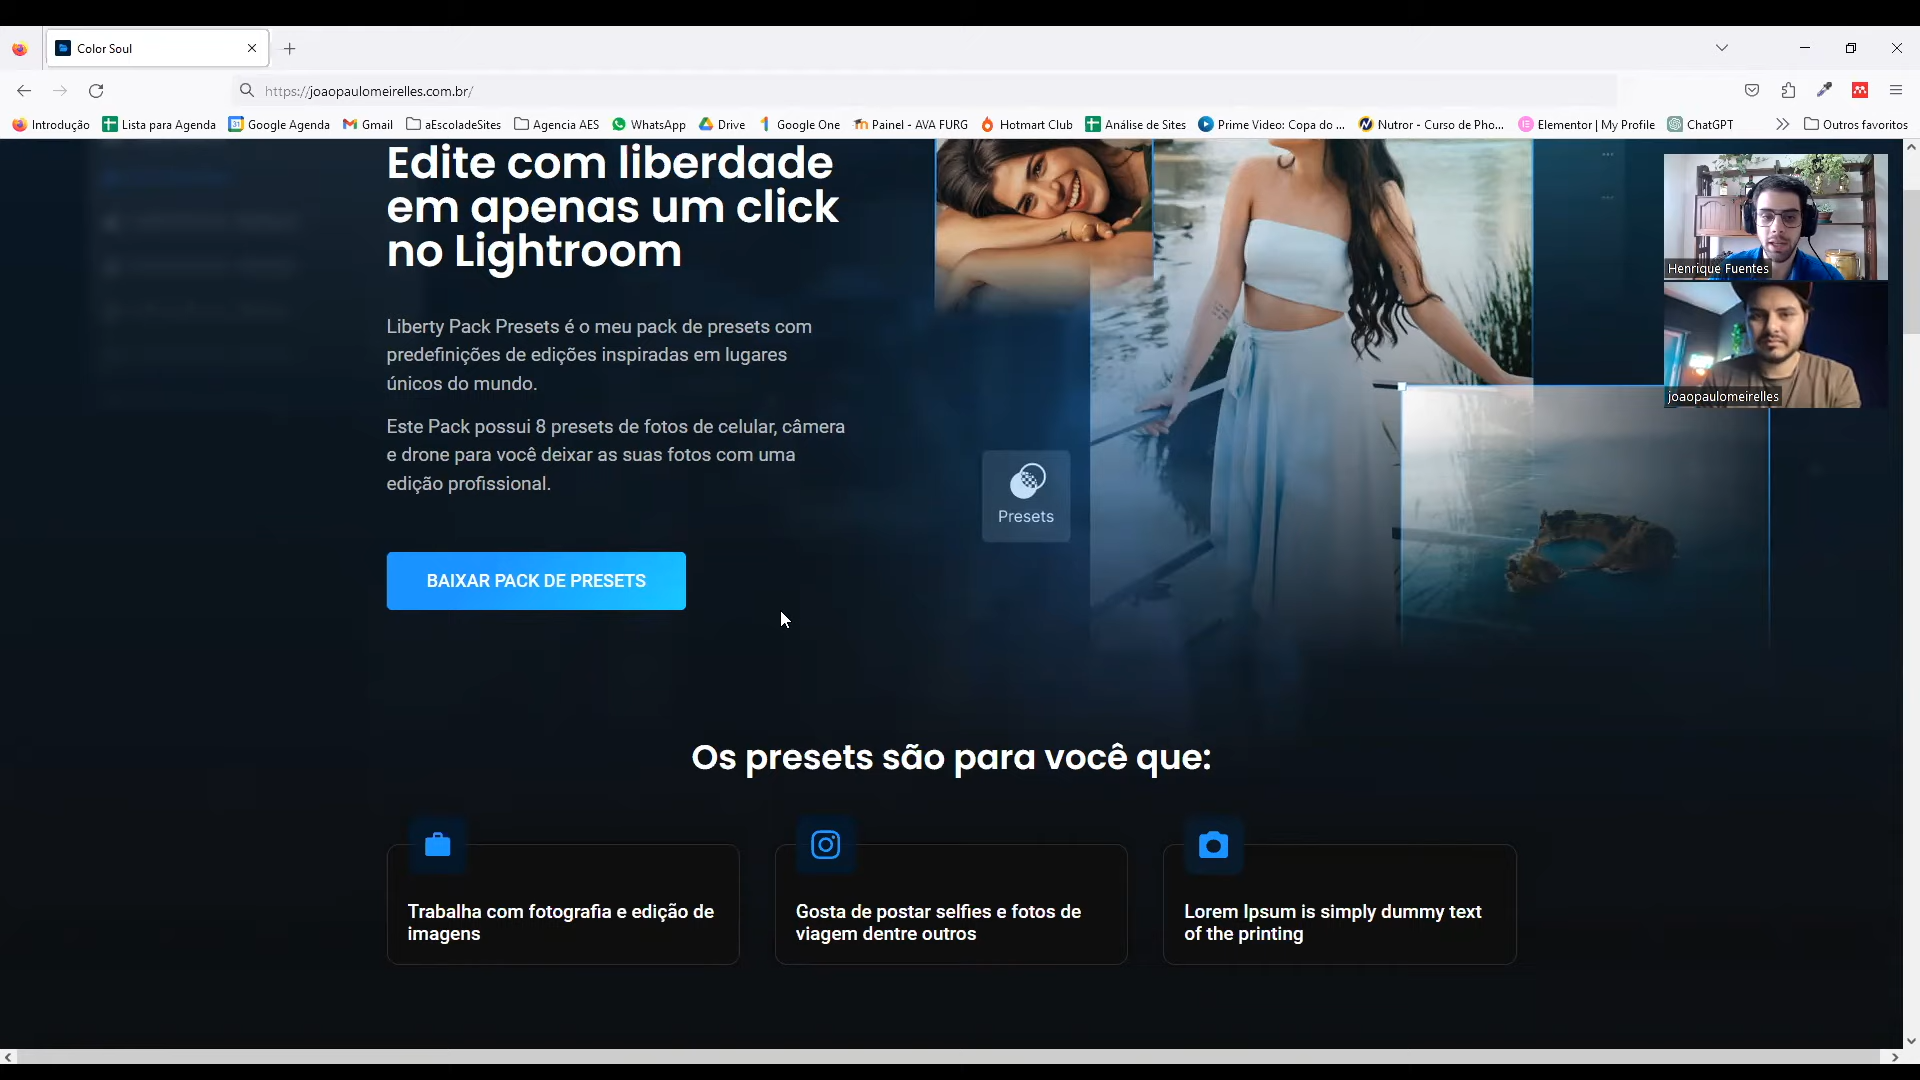 Color Soul
https://joaopaulomeirelles.com.br/
Introdução
Lista para Agenda
Google Agenda
Gmail
aEscoladeSites
Agencia AES
WhatsApp
Drive
Google One
Painel - AVA FURG
Hotmart Club
Análise de Sites
Prime Video: Copa do ...
Nutror - Curso de Pho...
Elementor | My Profile
ChatGPT
Outros favoritos
Edite com liberdade
em apenas um click
no Lightroom
Liberty Pack Presets é o meu pack de presets com
predefinições de edições inspiradas em lugares
únicos do mundo.
Este Pack possui 8 presets de fotos de celular, câmera
e drone para você deixar as suas fotos com uma
edição profissional.
BAIXAR PACK DE PRESETS
Presets
Henrique Fuentes
joaopaulomeirelles
Os presets são para você que:
Trabalha com fotografia e edição de
imagens
Gosta de postar selfies e fotos de
viagem dentre outros
Lorem Ipsum is simply dummy text
of the printing